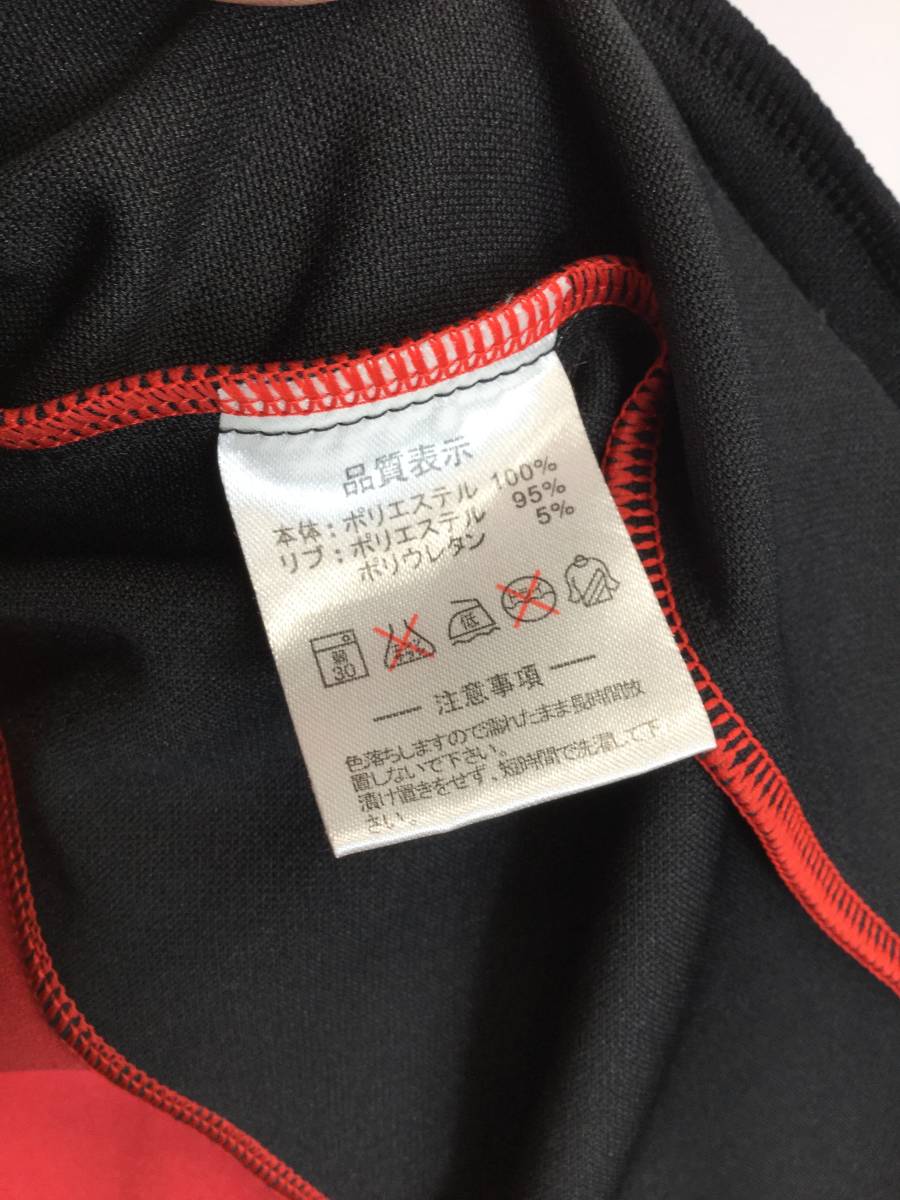 品質表示
本体：ポリエステル 100%
リブ：ポリエステル 95%
ポリウレタン 5%
弱
30
低
ドライ
注意事項
色落ちしますので濡れたまま長時間放
置しないで下さい。
漬け置きをせず、短時間で洗濯して下
さい。